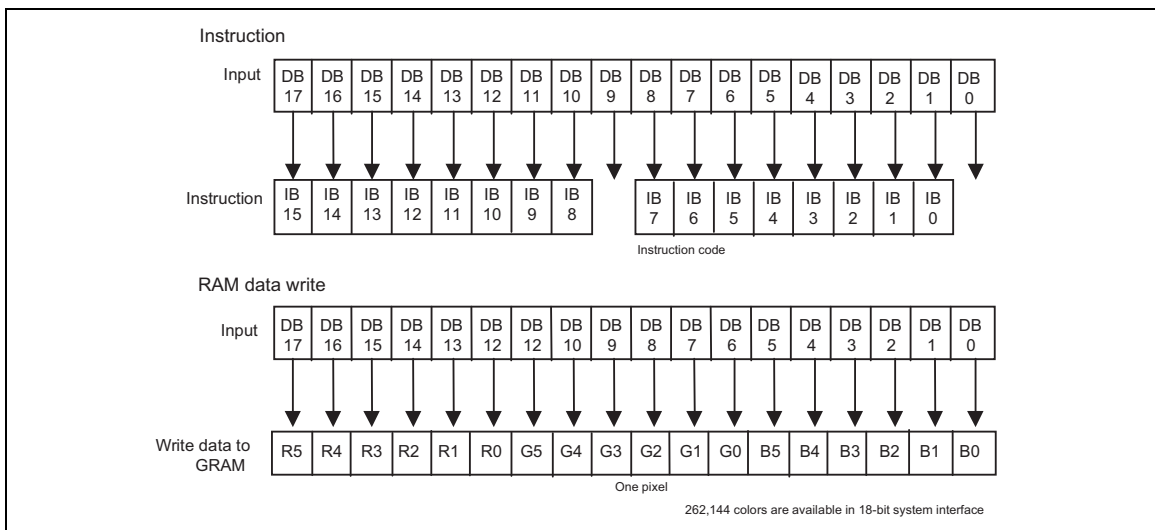 Instruction
Input DB 17 DB 16 DB 15 DB 14 DB 13 DB 12 DB 11 DB 10 DB 9 DB 8 DB 7 DB 6 DB 5 DB 4 DB 3 DB 2 DB 1 DB 0
Instruction IB 15 IB 14 IB 13 IB 12 IB 11 IB 10 IB 9 IB 8 IB 7 IB 6 IB 5 IB 4 IB 3 IB 2 IB 1 IB 0
Instruction code
RAM data write
Input DB 17 DB 16 DB 15 DB 14 DB 13 DB 12 DB 12 DB 10 DB 9 DB 8 DB 7 DB 6 DB 5 DB 4 DB 3 DB 2 DB 1 DB 0
Write data to GRAM R5 R4 R3 R2 R1 R0 G5 G4 G3 G2 G1 G0 B5 B4 B3 B2 B1 B0
One pixel
262,144 colors are available in 18-bit system interface